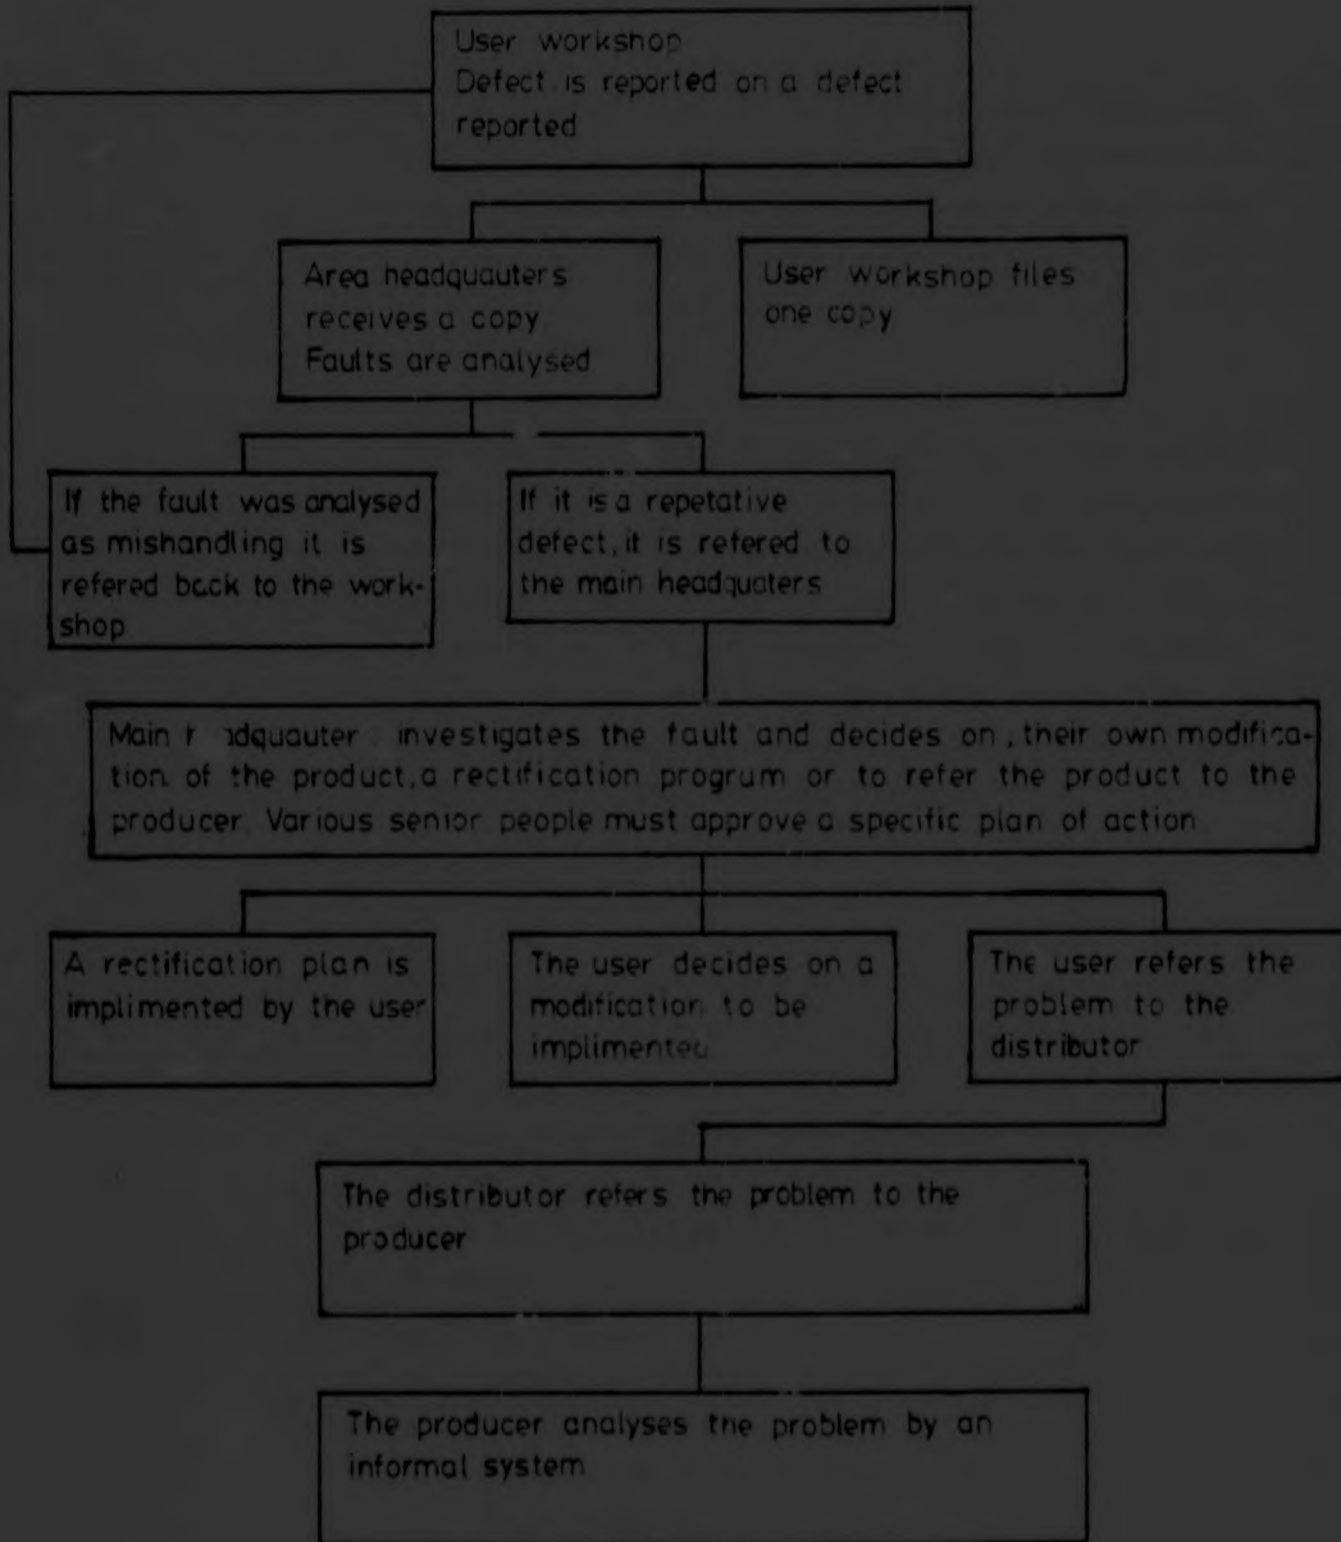 User workshop
Defect is reported on a defect
reported
Area headquauters
receives a copy
Faults are analysed
User workshop files
one copy
If the fault was analysed
as mishandling it is
refered back to the work-
shop
If it is a repetative
defect, it is refered to
the main headquaters
Main investigates the fault and decides on, their own modifica-
tion of the product, a rectification program or to refer the product to the
producer. Various senior people must approve a specific plan of action
A rectification plan is
implimented by the user
The user decides on a
modification to be
implimented
The user refers the
problem to the
distributor
The distributor refers the problem to the
producer
The producer analyses the problem by an
informal system